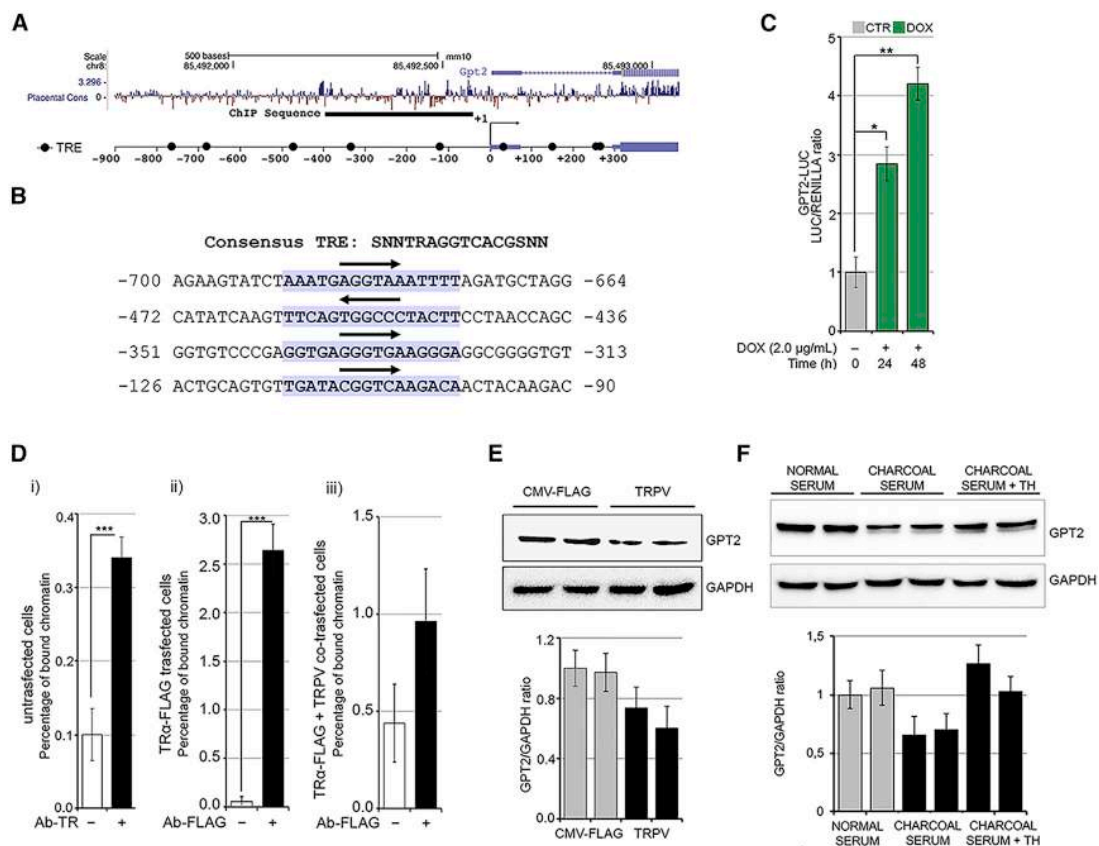 A
Scale
500 bases
mm10
chr8:
85,492,000
85,492,500
85,493,000
Gpt2
3.296
Placental Cons
0
ChIP Sequence
+1
TRE
-900 -800 -700 -600 -500 -400 -300 -200 -100 0 +100 +200 +300
B
Consensus TRE: SNNTRAGGTCACGSNN
-700 AGAAGTATCTAAATGAGGTAAATTTTAGATGCTAGG -664
-472 CATATCAAGTTTCAGTGGCCCTACTTCCTAACCAGC -436
-351 GGTGTCCCGAGGTGAGGGTGAAGGGAGGCGGGGTGT -313
-126 ACTGCAGTGTTGATACGGTCAAGACAACTACAAGAC -90
C
CTR DOX
GPT2-LUC
LUC/RENILLA ratio
5
4
3
2
1
0
**
*
DOX (2.0 µg/mL) – + +
Time (h) 0 24 48
D
i)
untrasfected cells
Percentage of bound chromatin
0.4
0.3
0.2
0.1
0.0
***
Ab-TR – +
ii)
TRα-FLAG trasfected cells
Percentage of bound chromatin
3.0
2.5
2.0
1.5
1.0
0.5
0.0
***
Ab-FLAG – +
iii)
TRα-FLAG + TRPV co-trasfected cells
Percentage of bound chromatin
1.5
1.0
0.5
0.0
Ab-FLAG – +
E
CMV-FLAG TRPV
GPT2
GAPDH
GPT2/GAPDH ratio
1.2
0.8
0.4
0.0
CMV-FLAG TRPV
F
NORMAL SERUM
CHARCOAL SERUM
CHARCOAL SERUM + TH
GPT2
GAPDH
GPT2/GAPDH ratio
1,5
1
0,5
0
NORMAL SERUM
CHARCOAL SERUM
CHARCOAL SERUM + TH